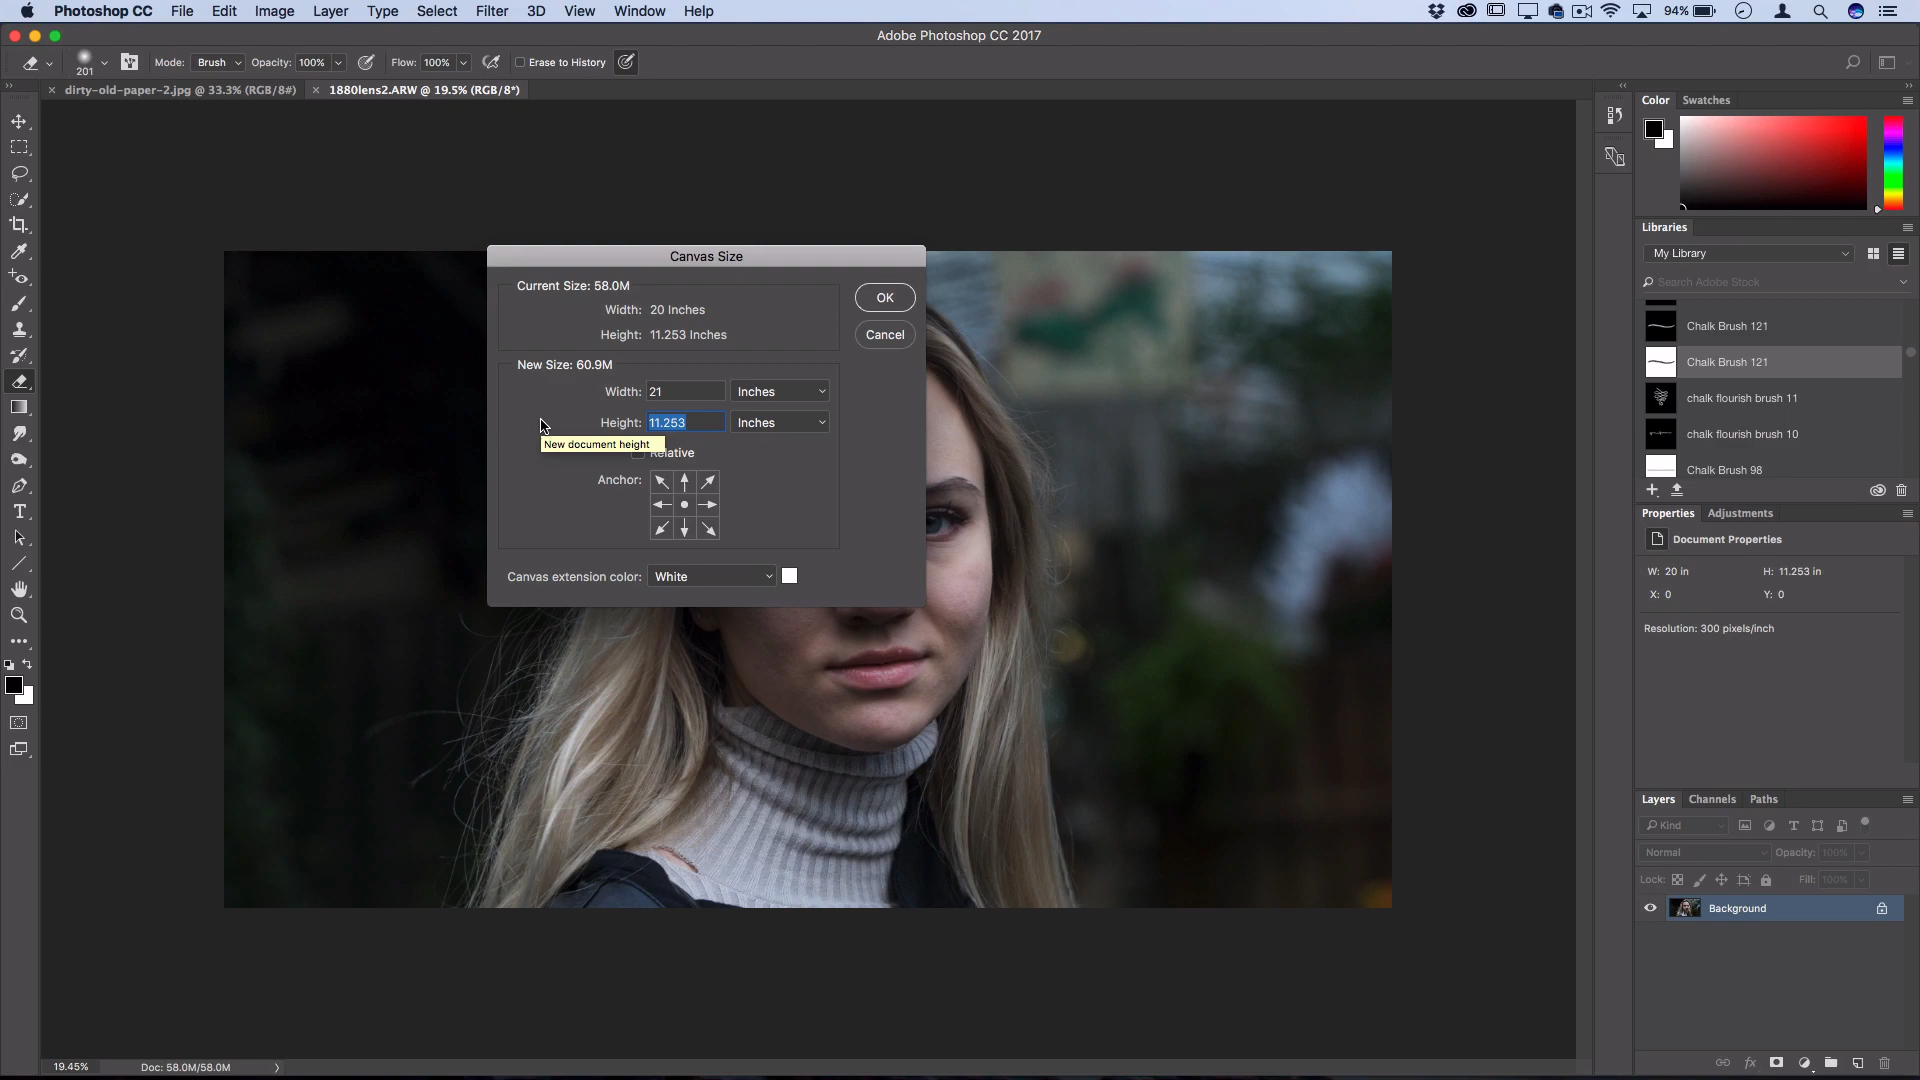 Photoshop CC File Edit Image Layer Type Select Filter 3D View Window Help 94%
Adobe Photoshop CC 2017
201 Mode: Brush Opacity: 100% Flow: 100% Erase to History
dirty-old-paper-2.jpg @ 33.3% (RGB/8#) 1880lens2.ARW @ 19.5% (RGB/8*)
Canvas Size
Current Size: 58.0M
Width: 20 Inches
Height: 11.253 Inches
OK
Cancel
New Size: 60.9M
Width: 21 Inches
Height: 11.253 Inches
New document height
Relative
Anchor:
Canvas extension color: White
Color Swatches
Libraries
My Library
Search Adobe Stock
Chalk Brush 121
Chalk Brush 121
chalk flourish brush 11
chalk flourish brush 10
Chalk Brush 98
Properties Adjustments
Document Properties
W: 20 in H: 11.253 in
X: 0 Y: 0
Resolution: 300 pixels/inch
Layers Channels Paths
Kind
Normal Opacity: 100%
Lock: Fill: 100%
Background
fx
19.45% Doc: 58.0M/58.0M